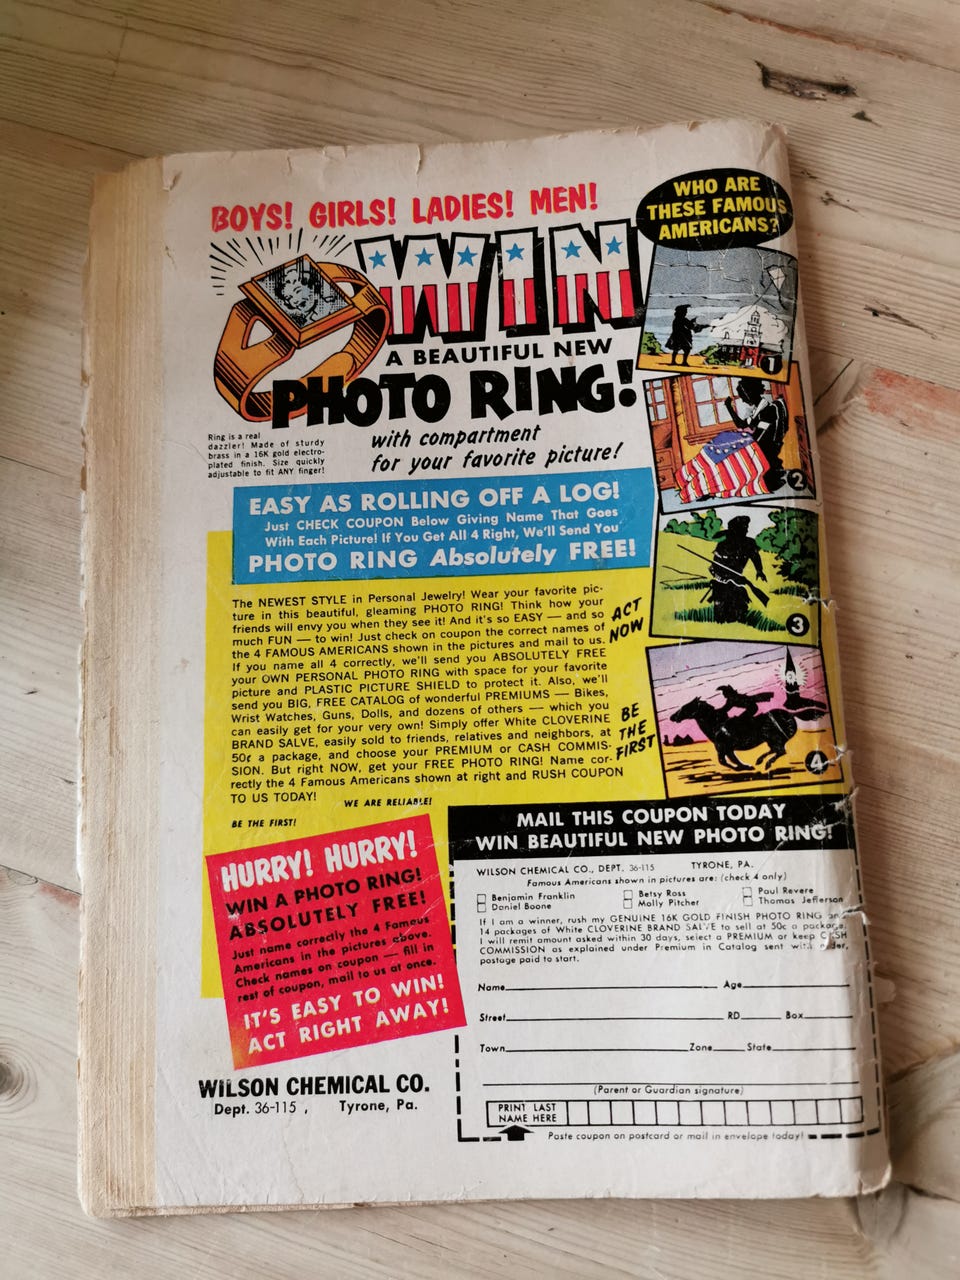 BOYS! GIRLS! LADIES! MEN!
WIN
A BEAUTIFUL NEW
PHOTO RING!
with compartment
for your favorite picture!
Ring is a real
dazzler! Made of sturdy
brass in a 16K gold electro-
plated finish. Size quickly
adjustable to fit ANY finger!
WHO ARE
THESE FAMOUS
AMERICANS?
1
2
3
4
EASY AS ROLLING OFF A LOG!
Just CHECK COUPON Below Giving Name That Goes
With Each Picture! If You Get All 4 Right, We'll Send You
PHOTO RING Absolutely FREE!
The NEWEST STYLE in Personal Jewelry! Wear your favorite pic-
ture in this beautiful, gleaming PHOTO RING! Think how your
friends will envy you when they see it! And it's so EASY — and so
much FUN — to win! Just check on coupon the correct names of
the 4 FAMOUS AMERICANS shown in the pictures and mail to us.
If you name all 4 correctly, we'll send you ABSOLUTELY FREE
your OWN PERSONAL PHOTO RING with space for your favorite
picture and PLASTIC PICTURE SHIELD to protect it. Also, we'll
send you BIG, FREE CATALOG of wonderful PREMIUMS — Bikes,
Wrist Watches, Guns, Dolls, and dozens of others — which you
can easily get for your very own! Simply offer White CLOVERINE
BRAND SALVE, easily sold to friends, relatives and neighbors, at
50¢ a package, and choose your PREMIUM or CASH COMMIS-
SION. But right NOW, get your FREE PHOTO RING! Name cor-
rectly the 4 Famous Americans shown at right and RUSH COUPON
TO US TODAY!
WE ARE RELIABLE!
BE THE FIRST!
ACT
NOW
BE
THE
FIRST
HURRY! HURRY!
WIN A PHOTO RING!
ABSOLUTELY FREE!
Just name correctly the 4 Famous
Americans in the pictures above.
Check names on coupon — fill in
rest of coupon, mail to us at once.
IT'S EASY TO WIN!
ACT RIGHT AWAY!
WILSON CHEMICAL CO.
Dept. 36-115 , Tyrone, Pa.
MAIL THIS COUPON TODAY
WIN BEAUTIFUL NEW PHOTO RING!
WILSON CHEMICAL CO., DEPT. 36-115 TYRONE, PA.
Famous Americans shown in pictures are: (check 4 only)
Benjamin Franklin Betsy Ross Paul Revere
Daniel Boone Molly Pitcher Thomas Jefferson
If I am a winner, rush my GENUINE 16K GOLD FINISH PHOTO RING and
14 packages of White CLOVERINE BRAND SALVE to sell at 50¢ a package.
I will remit amount asked within 30 days, select a PREMIUM or keep CASH
COMMISSION as explained under Premium in Catalog sent with order,
postage paid to start.
Name Age
Street RD Box
Town Zone State
(Parent or Guardian signature)
PRINT LAST
NAME HERE
Paste coupon on postcard or mail in envelope today!